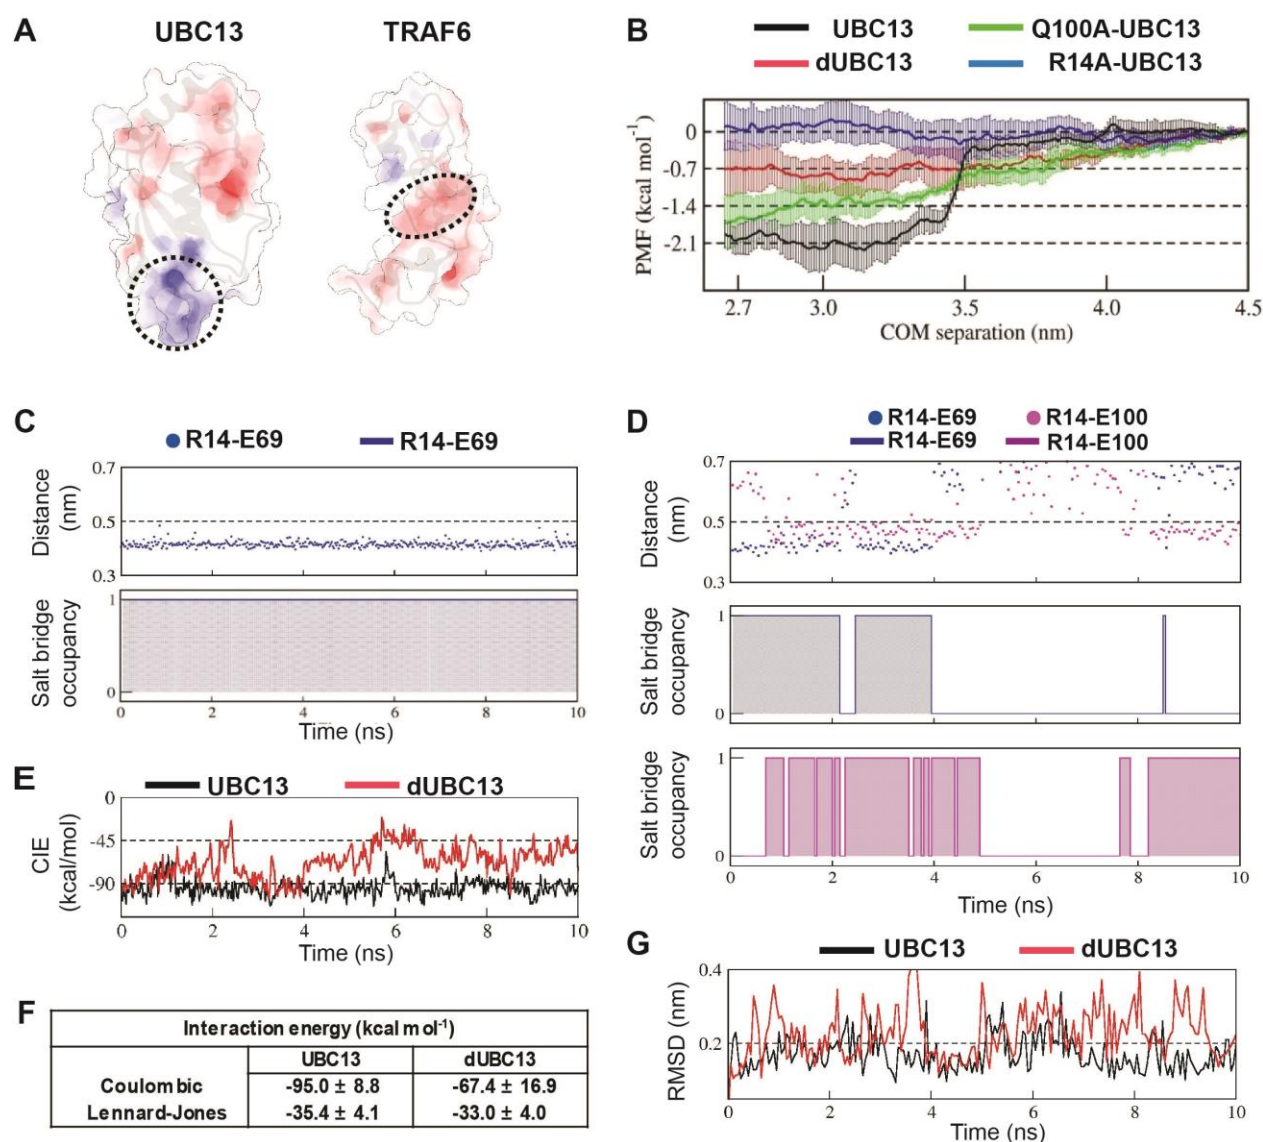 A
UBC13
TRAF6
B
UBC13
Q100A-UBC13
dUBC13
R14A-UBC13
PMF (kcal mol-1)
0
-0.7
-1.4
-2.1
2.7
3.0
3.5
4.0
4.5
COM separation (nm)
C
R14-E69
R14-E69
Distance
(nm)
0.7
0.5
0.3
Salt bridge
occupancy
1
0
0
2
4
6
8
10
Time (ns)
D
R14-E69
R14-E100
R14-E69
R14-E100
Distance
(nm)
0.7
0.5
0.3
Salt bridge
occupancy
1
0
Salt bridge
occupancy
1
0
0
2
4
6
8
10
Time (ns)
E
UBC13
dUBC13
CIE
(kcal/mol)
0
-45
-90
0
2
4
6
8
10
Time (ns)
F
Interaction energy (kcal mol-1)
UBC13 dUBC13
Coulombic -95.0 ± 8.8 -67.4 ± 16.9
Lennard-Jones -35.4 ± 4.1 -33.0 ± 4.0
G
UBC13
dUBC13
RMSD (nm)
0.4
0.2
0
2
4
6
8
10
Time (ns)